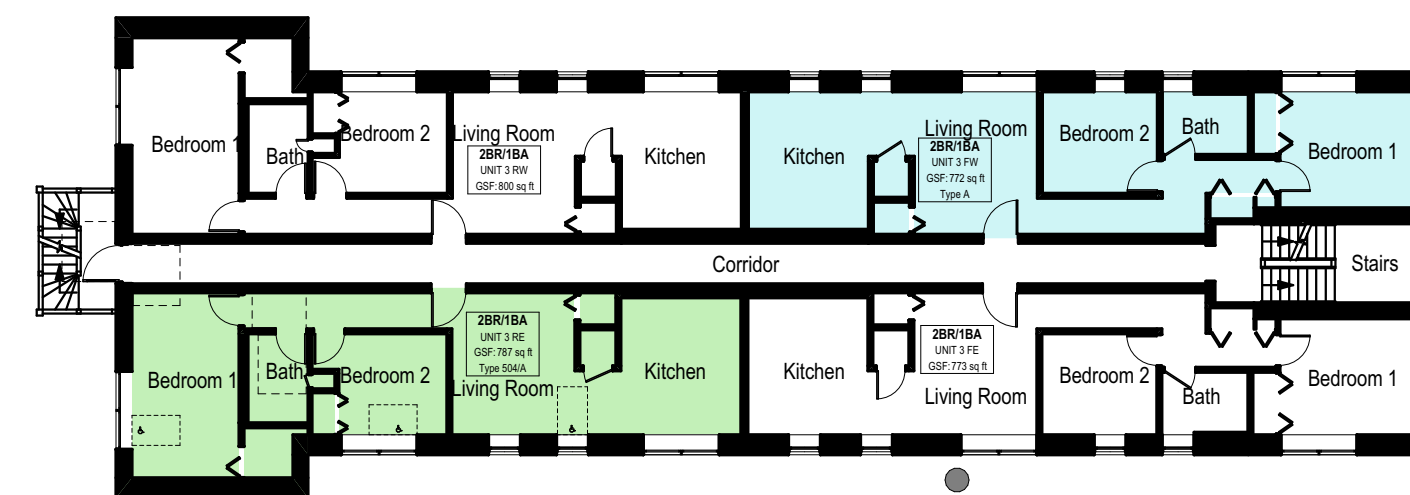 Bedroom 1
Bath
Bedroom 2
Living Room
2BR/1BA
UNIT 3 RW
GSF: 800 sq ft
Kitchen
Kitchen
Living Room
2BR/1BA
UNIT 3 FW
GSF: 772 sq ft
Type A
Bedroom 2
Bath
Bedroom 1
Corridor
Stairs
Bedroom 1
Bath
Bedroom 2
2BR/1BA
UNIT 3 RE
GSF: 787 sq ft
Type 504/A
Living Room
Kitchen
Kitchen
2BR/1BA
UNIT 3 FE
GSF: 773 sq ft
Living Room
Bedroom 2
Bath
Bedroom 1